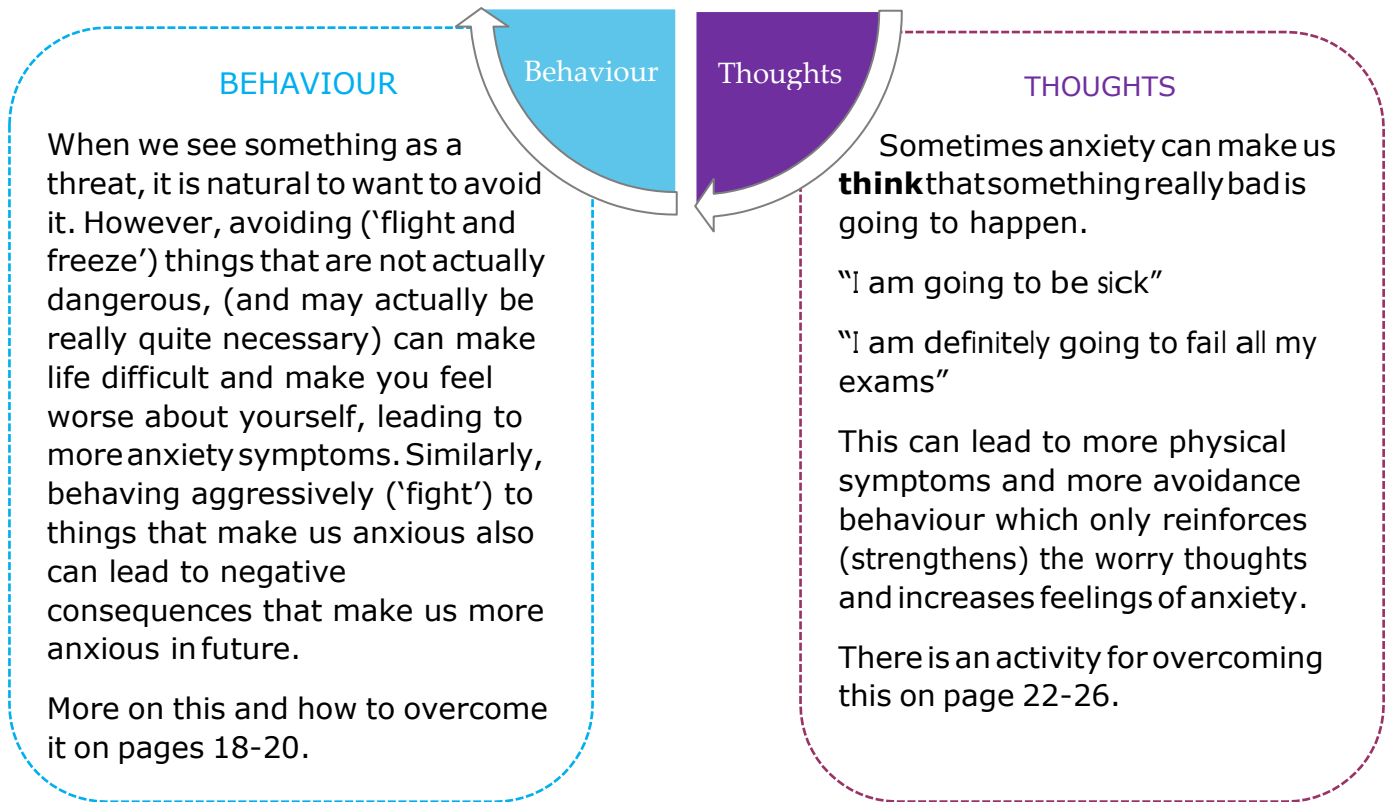 Behaviour
Thoughts
BEHAVIOUR
When we see something as a
threat, it is natural to want to avoid
it. However, avoiding (‘flight and
freeze’) things that are not actually
dangerous, (and may actually be
really quite necessary) can make
life difficult and make you feel
worse about yourself, leading to
more anxiety symptoms. Similarly,
behaving aggressively (‘fight’) to
things that make us anxious also
can lead to negative
consequences that make us more
anxious in future.
More on this and how to overcome
it on pages 18-20.
THOUGHTS
Sometimes anxiety can make us
think that something really bad is
going to happen.
“I am going to be sick”
“I am definitely going to fail all my
exams”
This can lead to more physical
symptoms and more avoidance
behaviour which only reinforces
(strengthens) the worry thoughts
and increases feelings of anxiety.
There is an activity for overcoming
this on page 22-26.